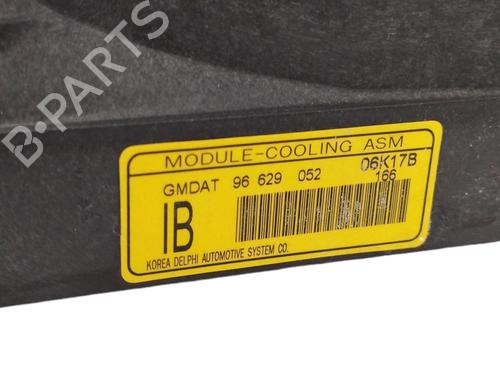 B-PARTS
MODULE-COOLING ASM
GMDAT 96 629 052 06K17B
166
IB
KOREA DELPHI AUTOMOTIVE SYSTEM CO.